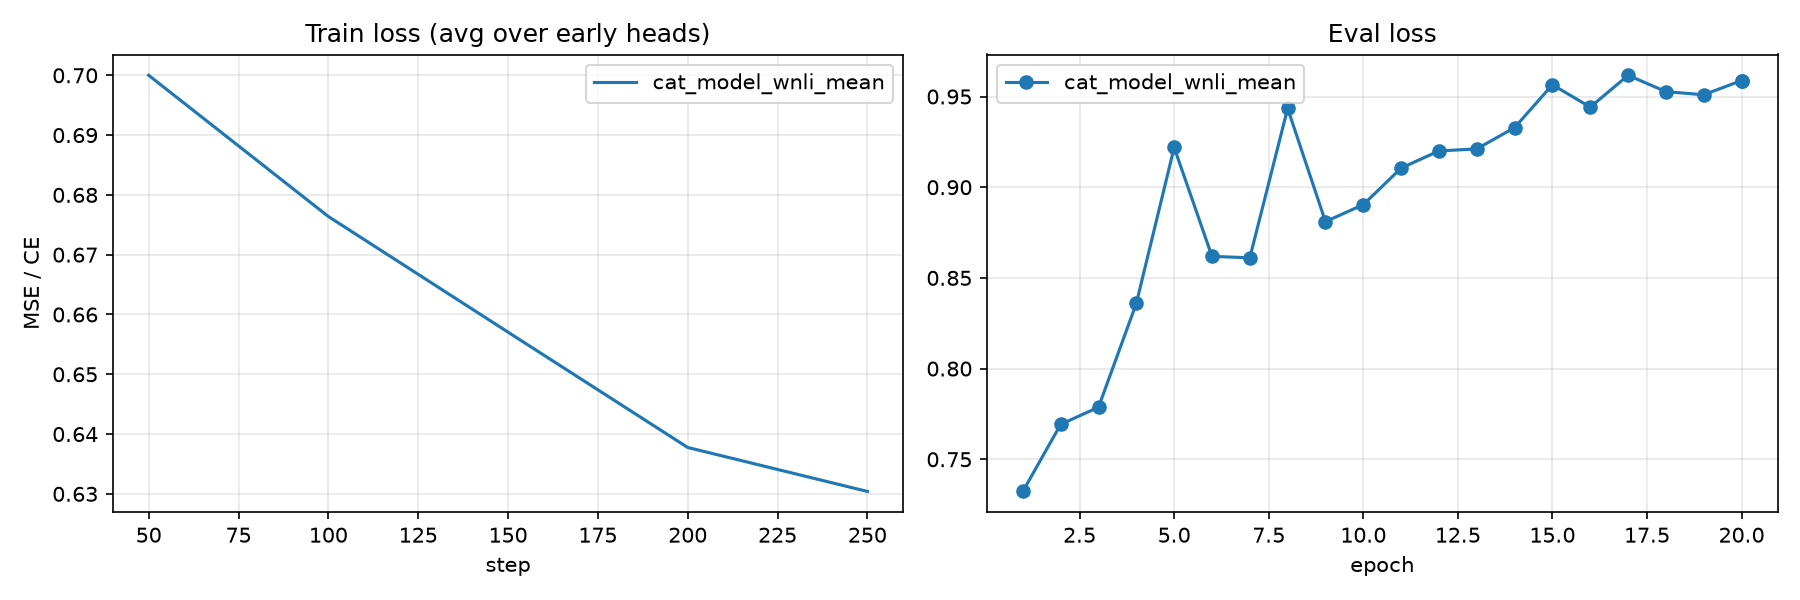 Train loss (avg over early heads)
cat_model_wnli_mean
0.70
0.69
0.68
0.67
0.66
0.65
0.64
0.63
MSE / CE
50 75 100 125 150 175 200 225 250
step
Eval loss
cat_model_wnli_mean
0.95
0.90
0.85
0.80
0.75
2.5 5.0 7.5 10.0 12.5 15.0 17.5 20.0
epoch